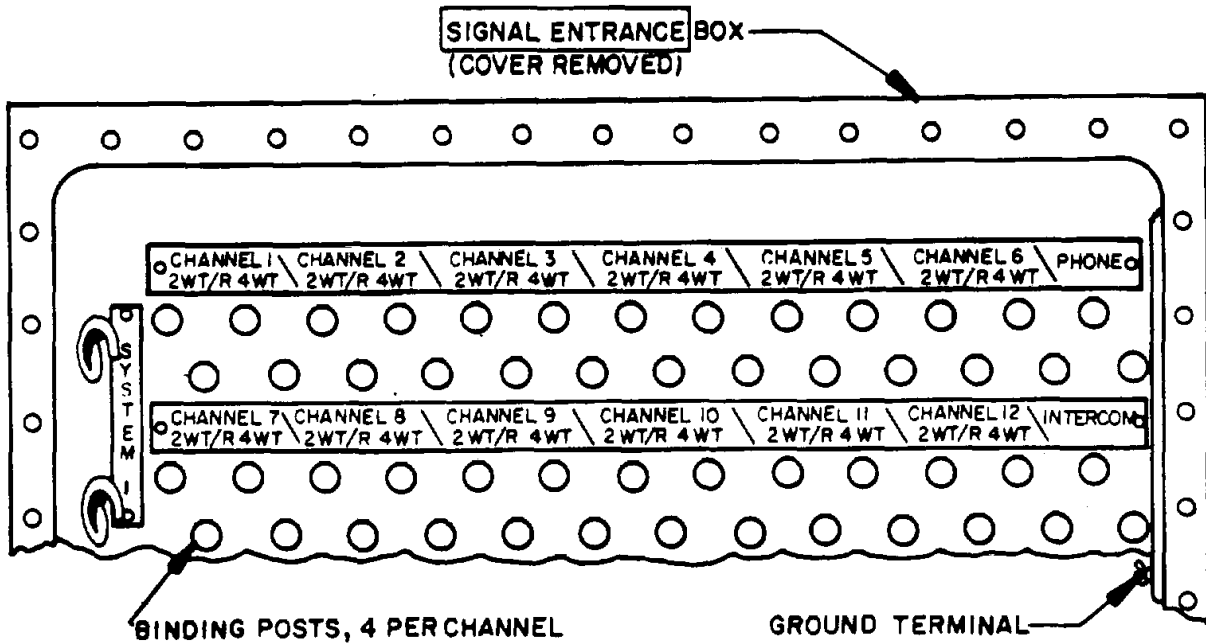 SIGNAL ENTRANCE BOX
(COVER REMOVED)
CHANNEL 1 CHANNEL 2 CHANNEL 3 CHANNEL 4 CHANNEL 5 CHANNEL 6 PHONE
2WT/R 4WT 2WT/R 4WT 2WT/R 4WT 2WT/R 4WT 2WT/R 4WT 2WT/R 4WT
SYSTEM 1
CHANNEL 7 CHANNEL 8 CHANNEL 9 CHANNEL 10 CHANNEL 11 CHANNEL 12 INTERCOM
2WT/R 4WT 2WT/R 4WT 2WT/R 4WT 2WT/R 4WT 2WT/R 4WT 2WT/R 4WT
BINDING POSTS, 4 PER CHANNEL
GROUND TERMINAL